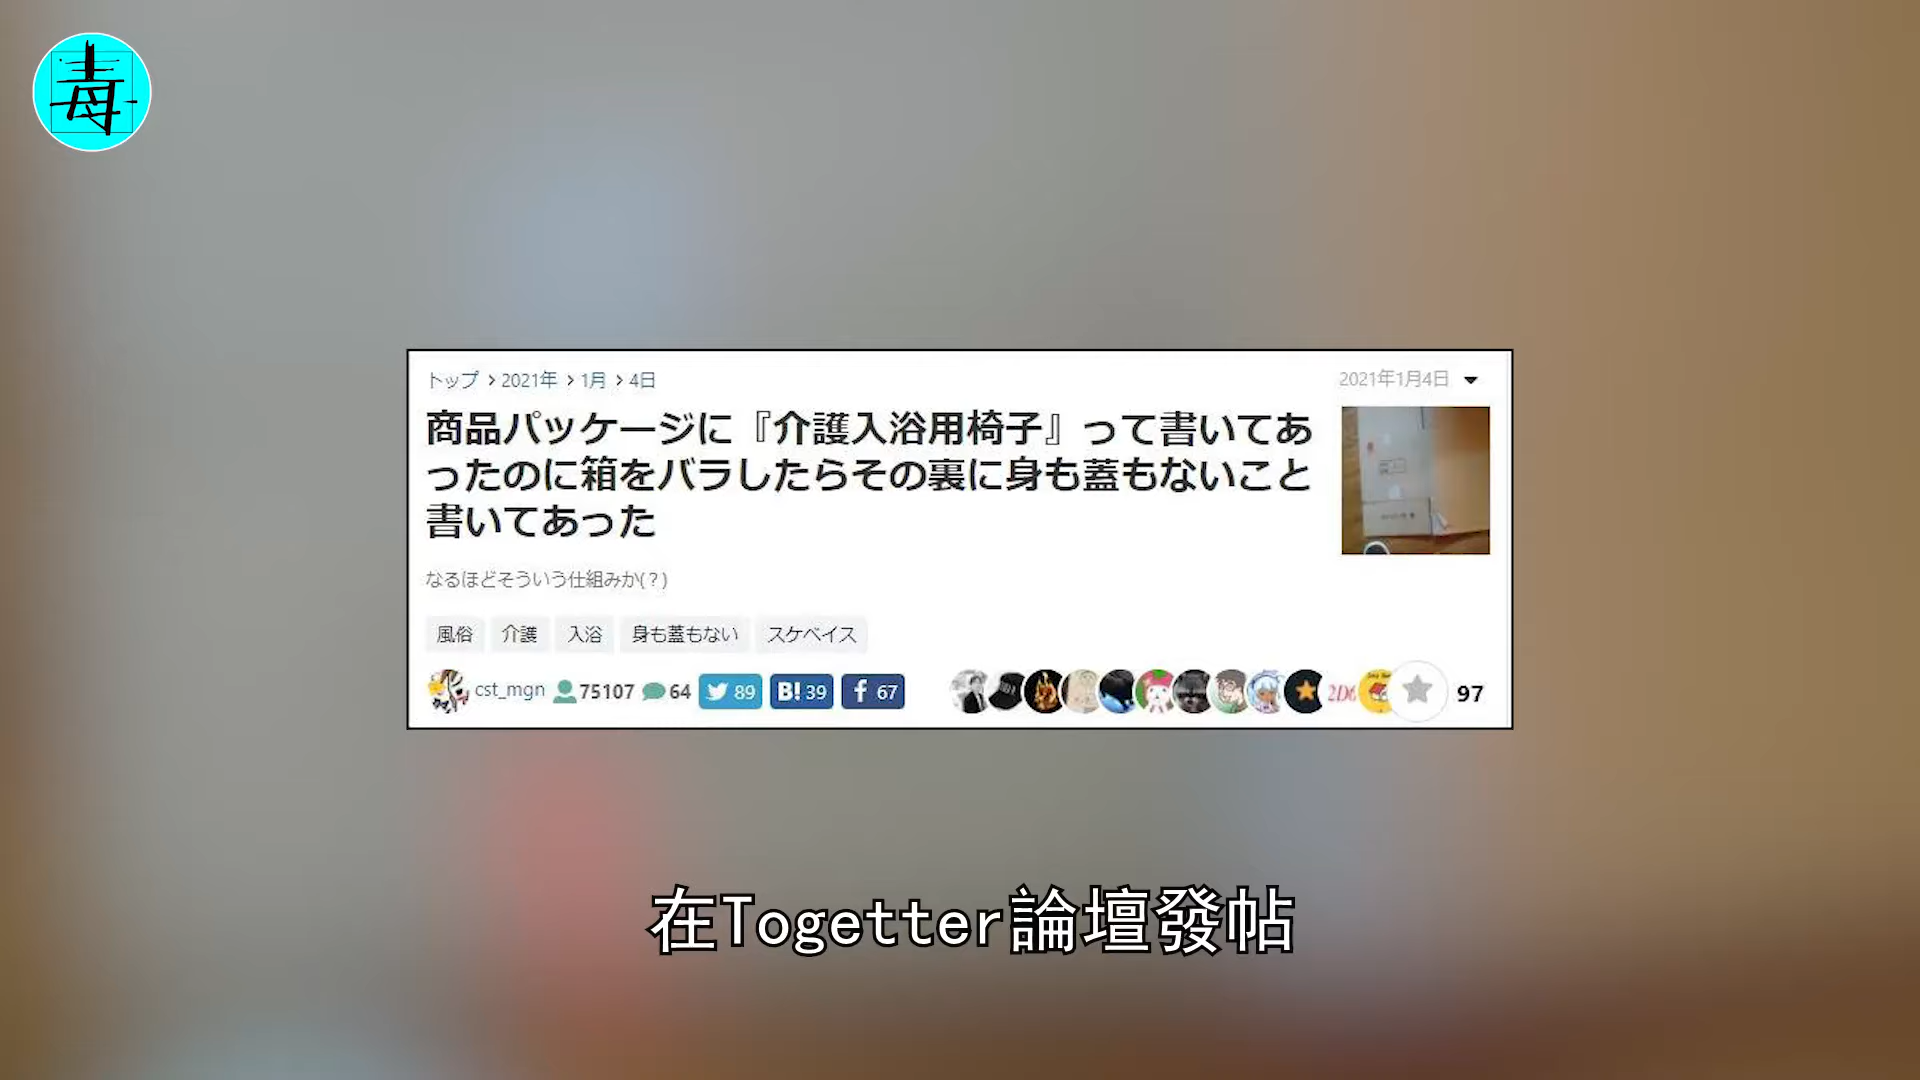 毒
トップ > 2021年 > 1月 > 4日
2021年1月4日
商品パッケージに『介護入浴用椅子』って書いてあ
ったのに箱をバラしたらその裏に身も蓋もないこと
書いてあった
なるほどそういう仕組みか(？)
風俗 介護 入浴 身も蓋もない スケベイス
cst_mgn 75107 64 89 B! 39 f 67 97
在Togetter論壇發帖